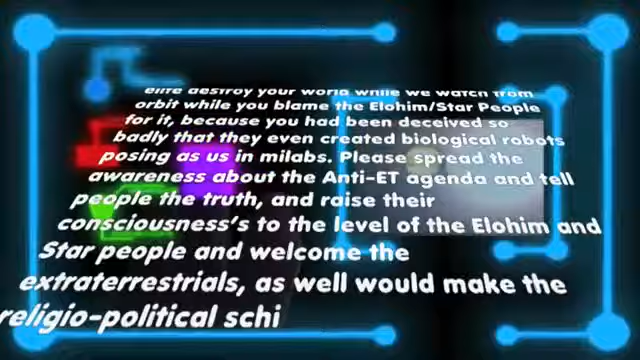 elite destroy your world while we watch from
orbit while you blame the Elohim/Star People
for it, because you had been deceived so
badly that they even created biological robots
posing as us in milabs. Please spread the
awareness about the Anti-ET agenda and tell
people the truth, and raise their
consciousness's to the level of the Elohim and
Star people and welcome the
extraterrestrials, as well would make the
religio-political schi